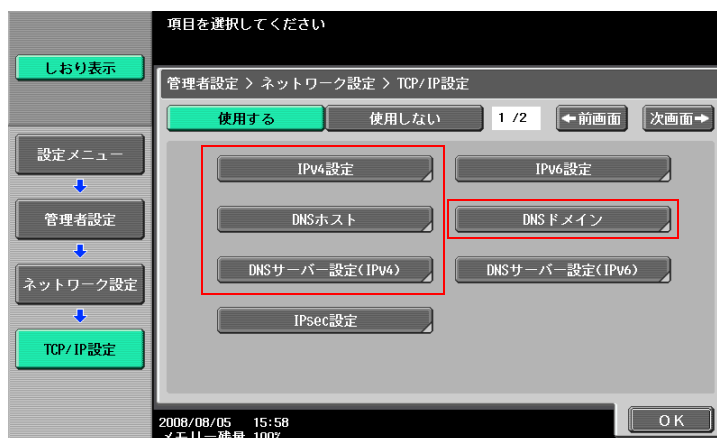 項目を選択してください
しおり表示
管理者設定 > ネットワーク設定 > TCP/IP設定
使用する 使用しない 1 /2 ←前画面 次画面→
設定メニュー
管理者設定
ネットワーク設定
TCP/IP設定
IPv4設定 IPv6設定
DNSホスト DNSドメイン
DNSサーバー設定(IPv4) DNSサーバー設定(IPv6)
IPsec設定
2008/08/05 15:58
メモリー残量 100%
OK